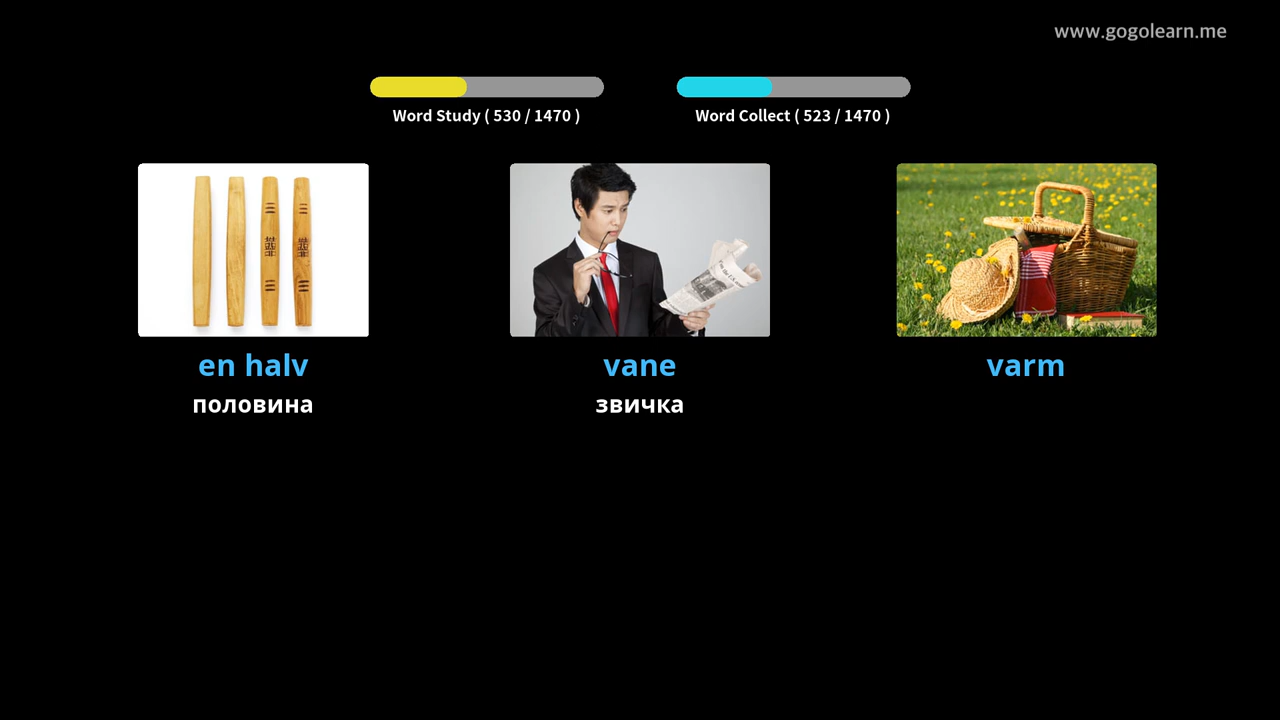 www.gogolearn.me
Word Study ( 530 / 1470 )
Word Collect ( 523 / 1470 )
en halv
vane
varm
половина
звичка